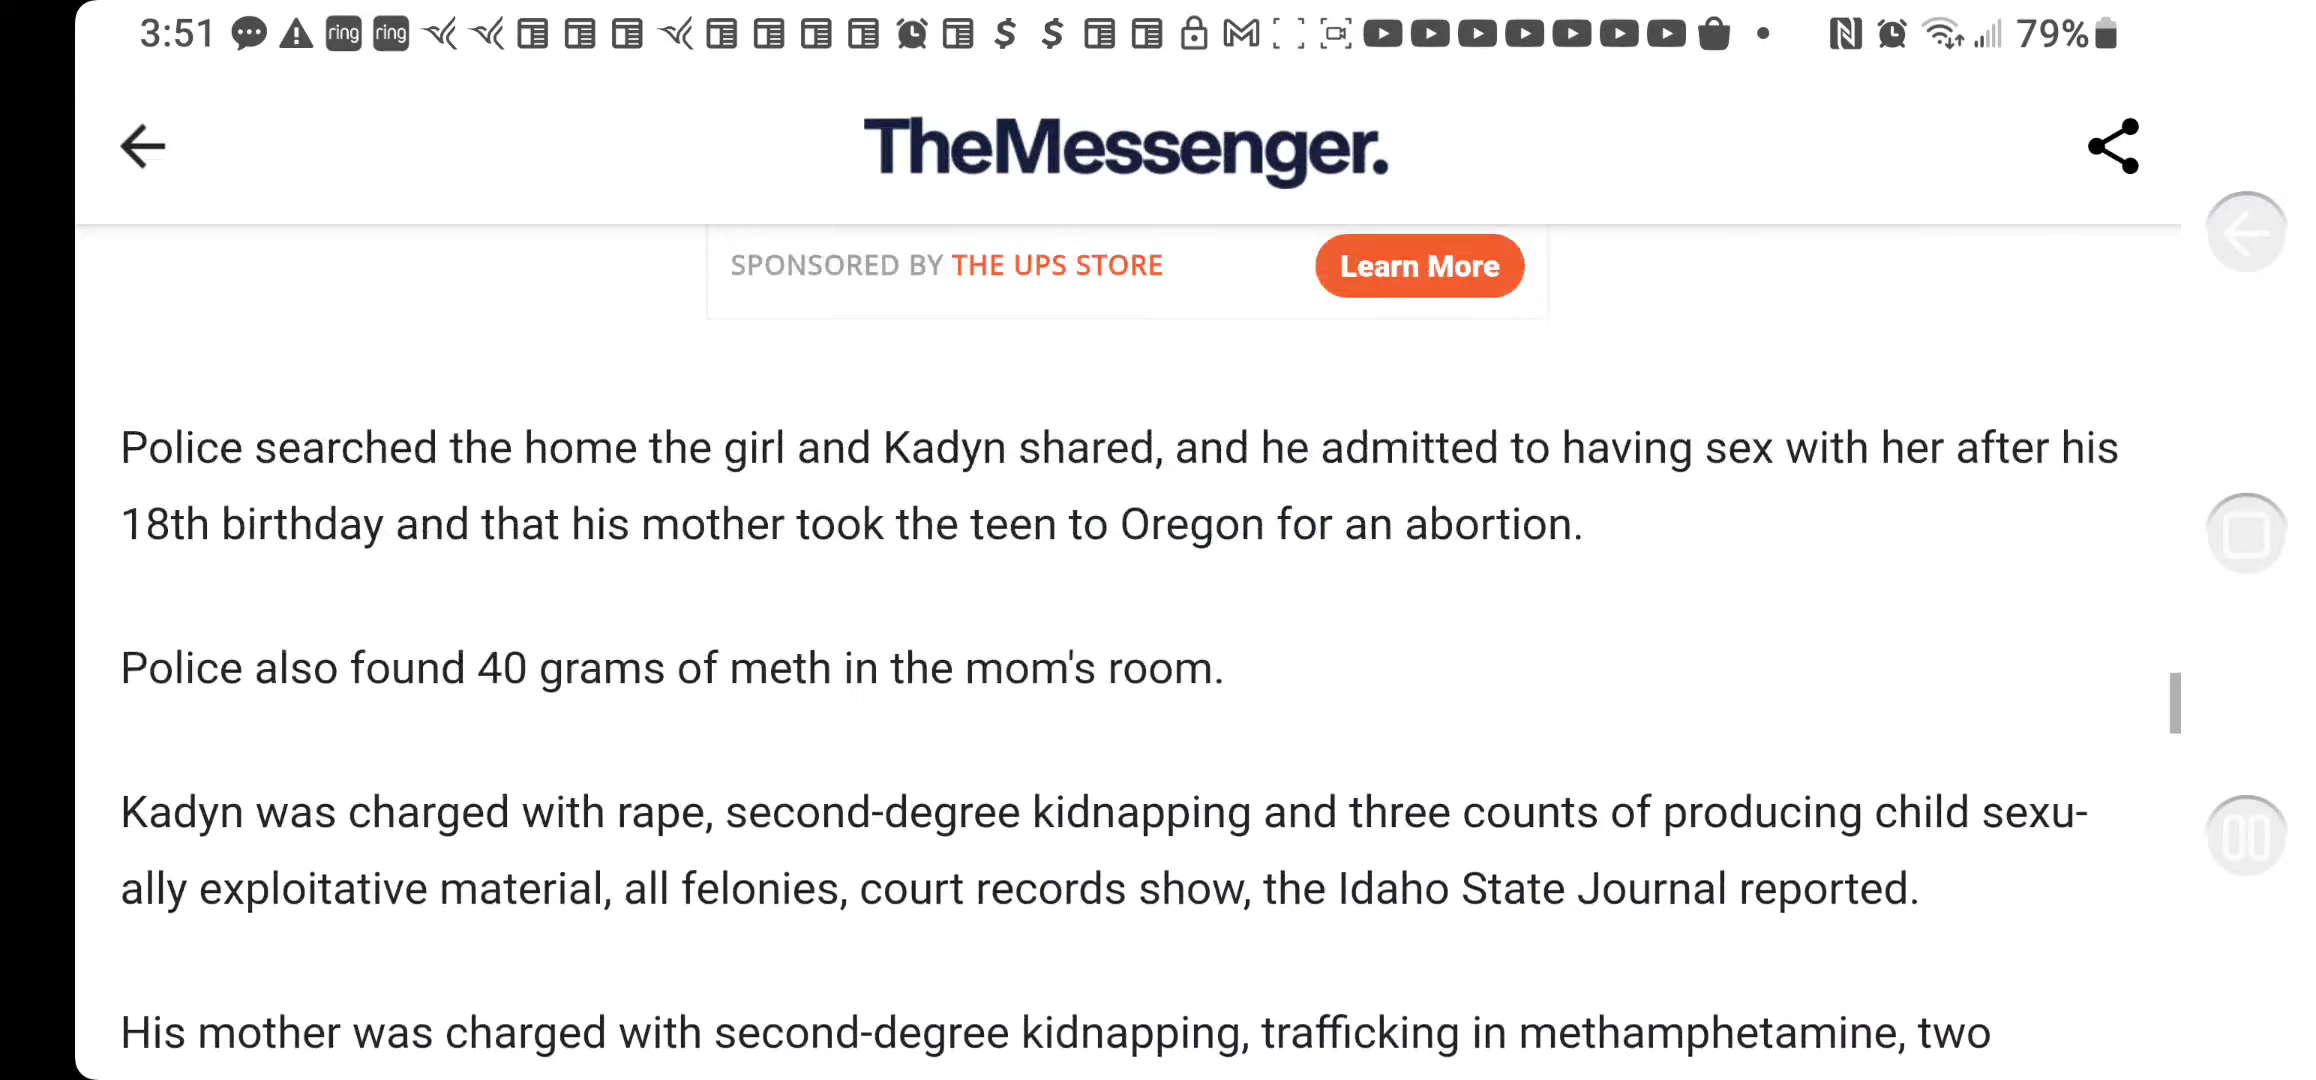 3:51 ring ring 79%
TheMessenger.
SPONSORED BY THE UPS STORE Learn More
Police searched the home the girl and Kadyn shared, and he admitted to having sex with her after his
18th birthday and that his mother took the teen to Oregon for an abortion.
Police also found 40 grams of meth in the mom's room.
Kadyn was charged with rape, second-degree kidnapping and three counts of producing child sexu-
ally exploitative material, all felonies, court records show, the Idaho State Journal reported.
His mother was charged with second-degree kidnapping, trafficking in methamphetamine, two